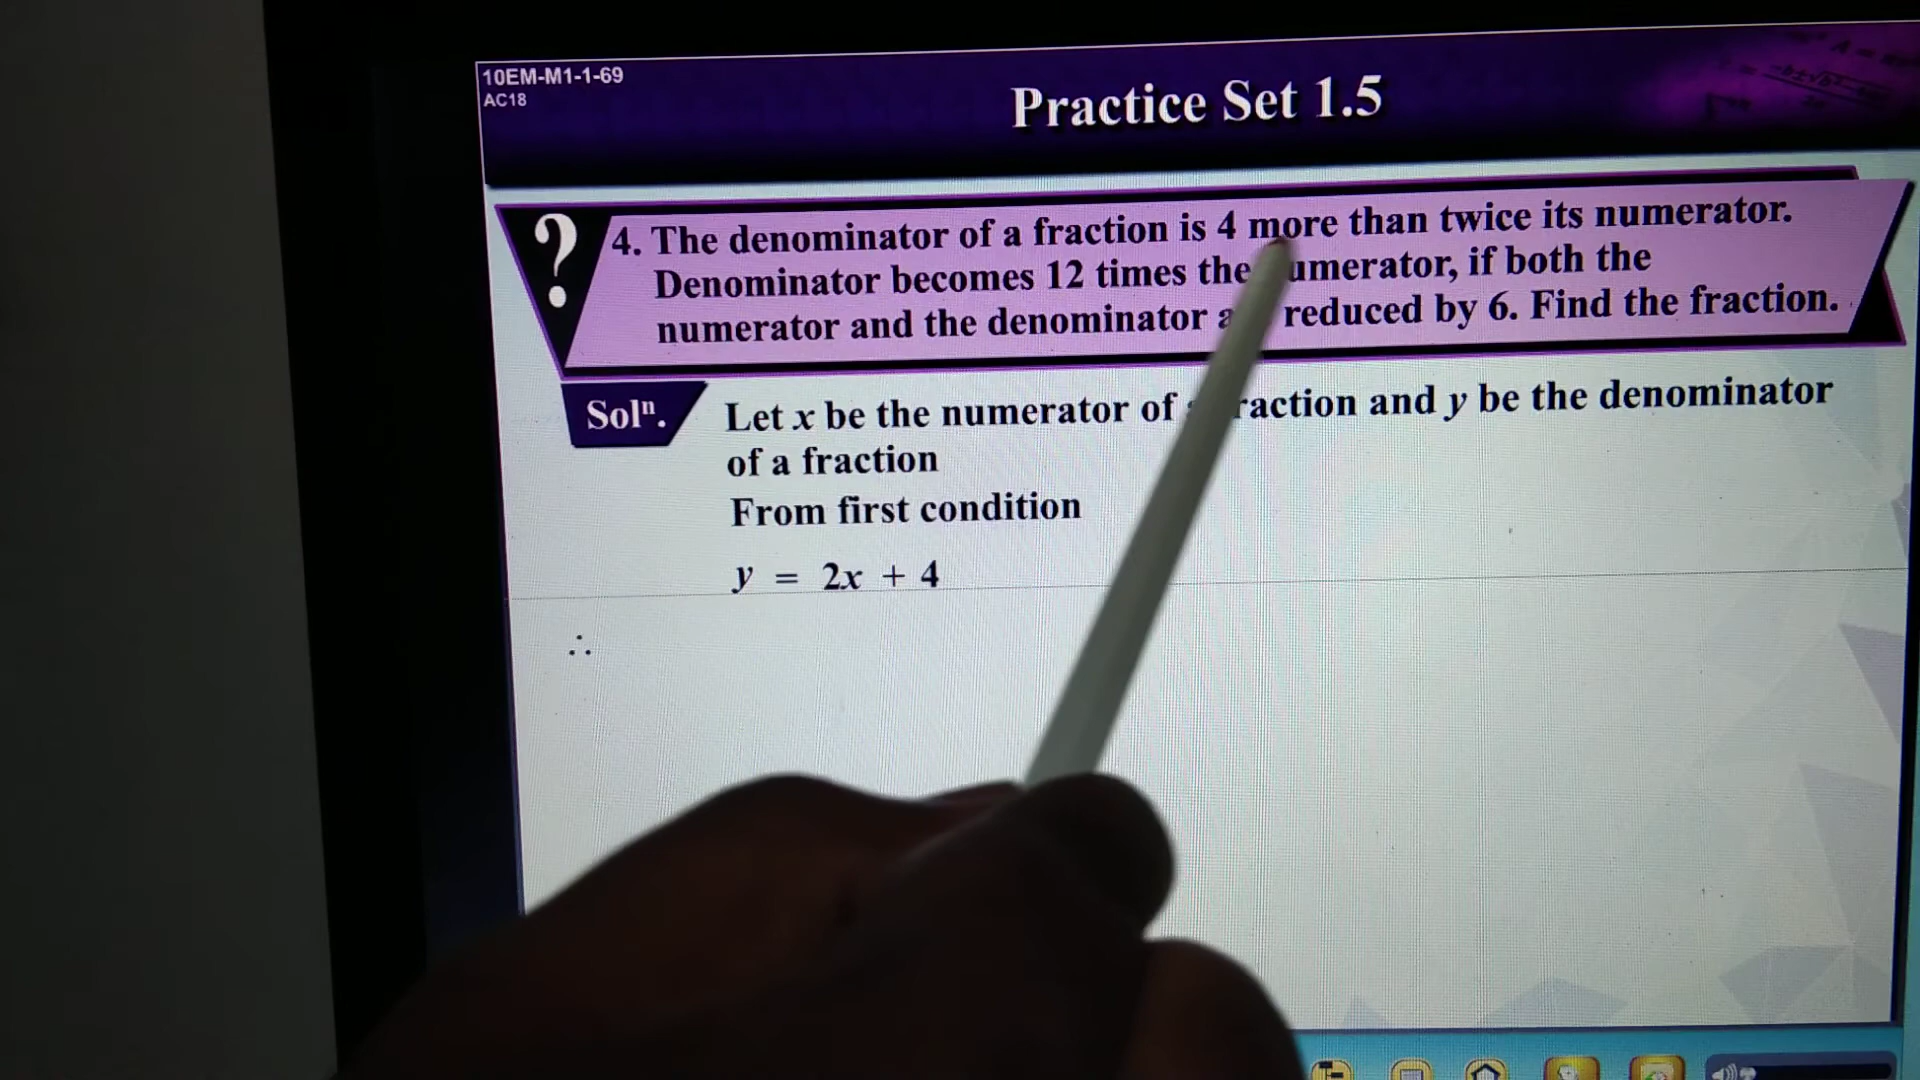 10EM-M1-1-69
AC18
Practice Set 1.5
?
4. The denominator of a fraction is 4 more than twice its numerator.
Denominator becomes 12 times the numerator, if both the
numerator and the denominator reduced by 6. Find the fraction.
Solⁿ.
Let x be the numerator of fraction and y be the denominator
of a fraction
From first condition
y = 2x + 4
∴